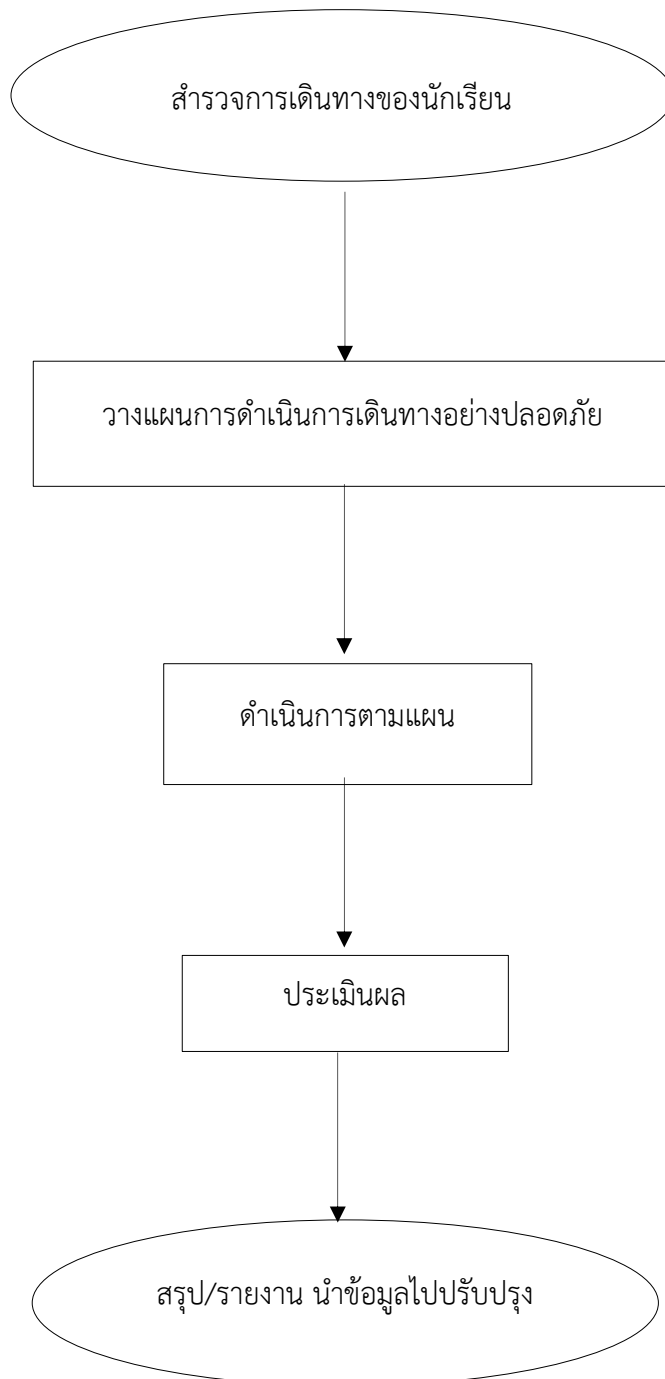 สำรวจการเดินทางของนักเรียน
วางแผนการดำเนินการเดินทางอย่างปลอดภัย
ดำเนินการตามแผน
ประเมินผล
สรุป/รายงาน นำข้อมูลไปปรับปรุง